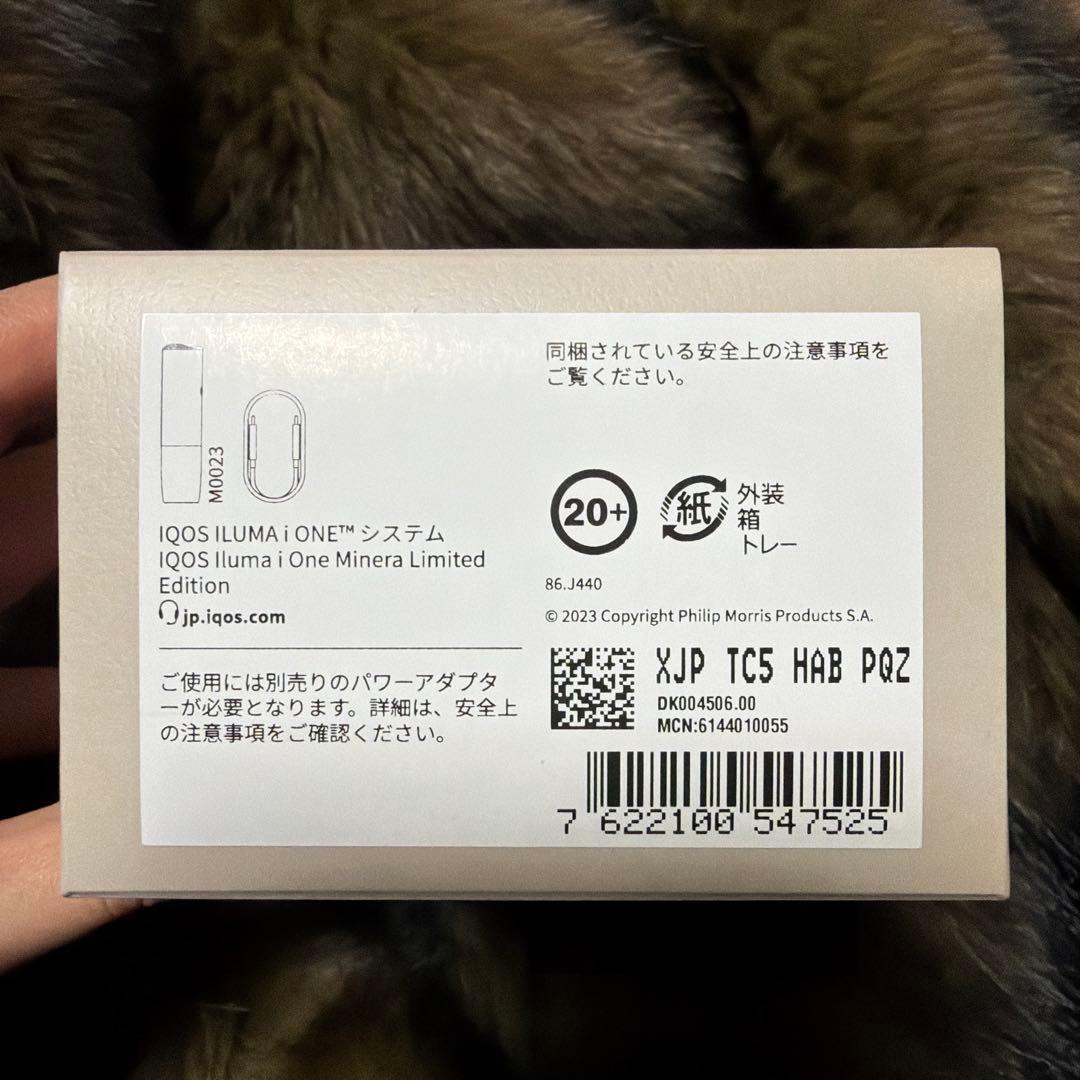 M0023
IQOS ILUMA i ONE™ システム
IQOS Iluma i One Minera Limited
Edition
jp.iqos.com
ご使用には別売りのパワーアダプタ
ーが必要となります。詳細は、安全上
の注意事項をご確認ください。
同梱されている安全上の注意事項を
ご覧ください。
20+
紙
外装
箱
トレー
86.J440
© 2023 Copyright Philip Morris Products S.A.
XJP TC5 HAB PQZ
DK004506.00
MCN:6144010055
7 622100 547525